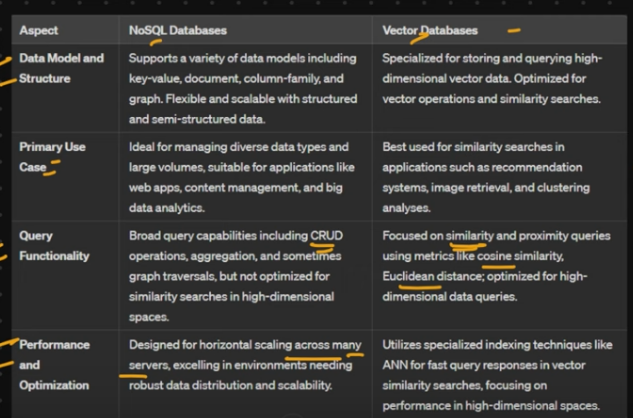 Aspect
NoSQL Databases
Vector Databases
Data Model and
Structure
Supports a variety of data models including
key-value, document, column-family, and
graph. Flexible and scalable with structured
and semi-structured data.
Specialized for storing and querying high-
dimensional vector data. Optimized for
vector operations and similarity searches.
Primary Use
Case
Ideal for managing diverse data types and
large volumes, suitable for applications like
web apps, content management, and big
data analytics.
Best used for similarity searches in
applications such as recommendation
systems, image retrieval, and clustering
analyses.
Query
Functionality
Broad query capabilities including CRUD
operations, aggregation, and sometimes
graph traversals, but not optimized for
similarity searches in high-dimensional
spaces.
Focused on similarity and proximity queries
using metrics like cosine similarity,
Euclidean distance; optimized for high-
dimensional data queries.
Performance
and
Optimization
Designed for horizontal scaling across many
servers, excelling in environments needing
robust data distribution and scalability.
Utilizes specialized indexing techniques like
ANN for fast query responses in vector
similarity searches, focusing on
performance in high-dimensional spaces.